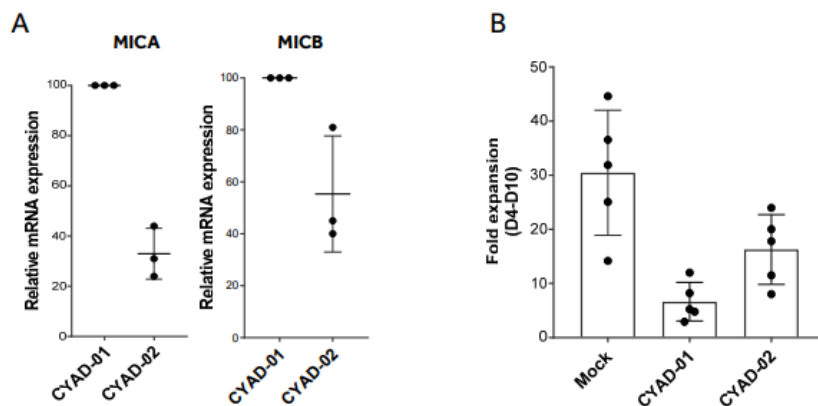 A
MICA
Relative mRNA expression
100
80
60
40
20
0
CYAD-01
CYAD-02
MICB
Relative mRNA expression
100
80
60
40
20
0
CYAD-01
CYAD-02
B
Fold expansion
(D4-D10)
50
40
30
20
10
0
Mock
CYAD-01
CYAD-02